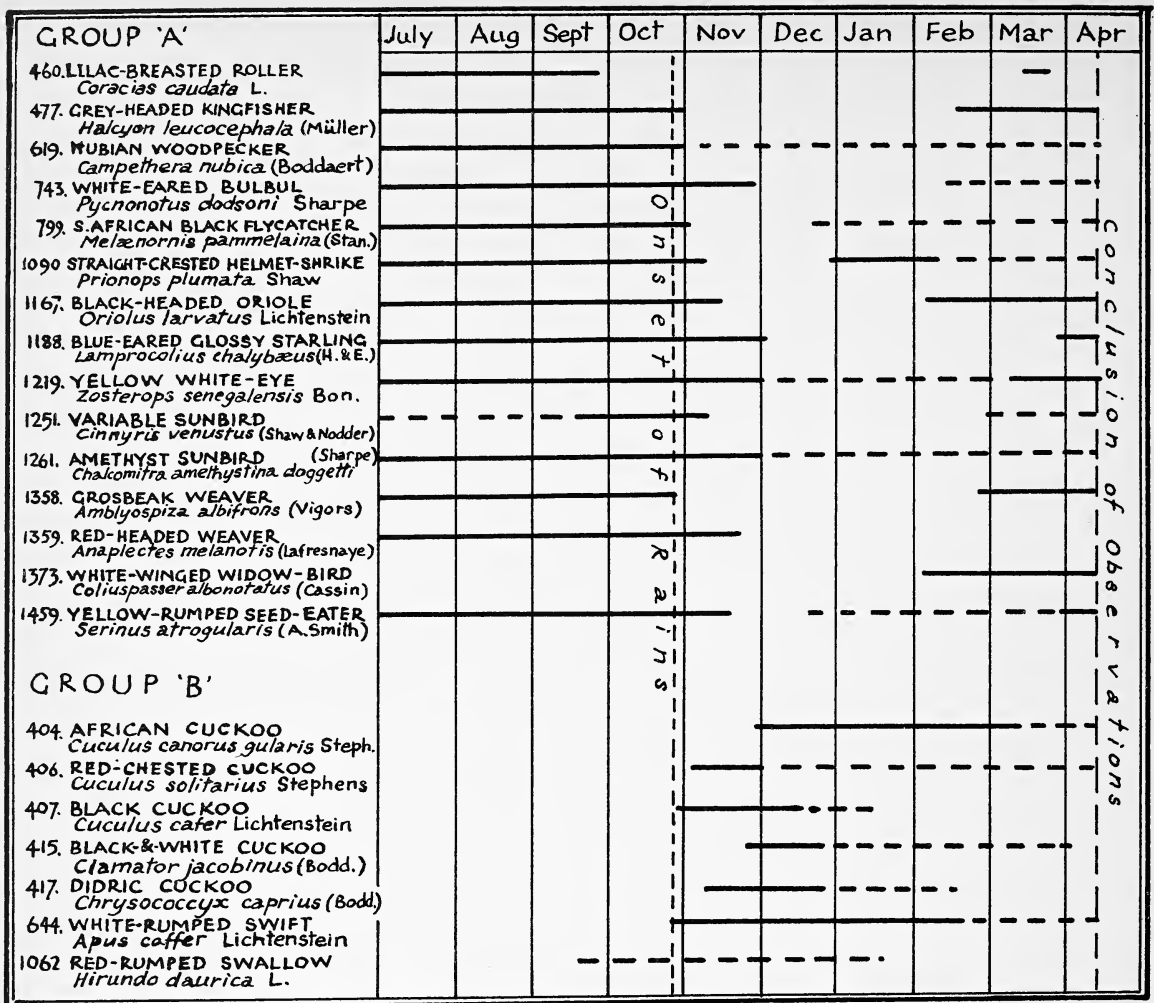 GROUP 'A' July Aug Sept Oct Nov Dec Jan Feb Mar Apr
460. LILAC-BREASTED ROLLER
Coracias caudata L.
477. GREY-HEADED KINGFISHER
Halcyon leucocephala (Müller)
619. NUBIAN WOODPECKER
Campethera nubica (Boddaert)
743. WHITE-EARED BULBUL
Pycnonotus dodsoni Sharpe
799. S. AFRICAN BLACK FLYCATCHER
Melænornis pammelaina (Stan.)
1090 STRAIGHT-CRESTED HELMET-SHRIKE
Prionops plumata Shaw
1167. BLACK-HEADED ORIOLE
Oriolus larvatus Lichtenstein
1188. BLUE-EARED GLOSSY STARLING
Lamprocolius chalybæus (H. & E.)
1219. YELLOW WHITE-EYE
Zosterops senegalensis Bon.
1251. VARIABLE SUNBIRD
Cinnyris venustus (Shaw & Nodder)
1261. AMETHYST SUNBIRD (Sharpe)
Chalcomitra amethystina doggetti
1358. GROSBEAK WEAVER
Amblyospiza albifrons (Vigors)
1359. RED-HEADED WEAVER
Anaplectes melanotis (Lafresnaye)
1373. WHITE-WINGED WIDOW-BIRD
Coliuspasser albonotatus (Cassin)
1459. YELLOW-RUMPED SEED-EATER
Serinus atrogularis (A. Smith)
GROUP 'B'
404. AFRICAN CUCKOO
Cuculus canorus gularis Steph.
406. RED-CHESTED CUCKOO
Cuculus solitarius Stephens
407. BLACK CUCKOO
Cuculus cafer Lichtenstein
415. BLACK-&-WHITE CUCKOO
Clamator jacobinus (Bodd.)
417. DIDRIC CUCKOO
Chrysococcyx caprius (Bodd.)
644. WHITE-RUMPED SWIFT
Apus caffer Lichtenstein
1062 RED-RUMPED SWALLOW
Hirundo daurica L.
Onset of Rains
Conclusion of Observations